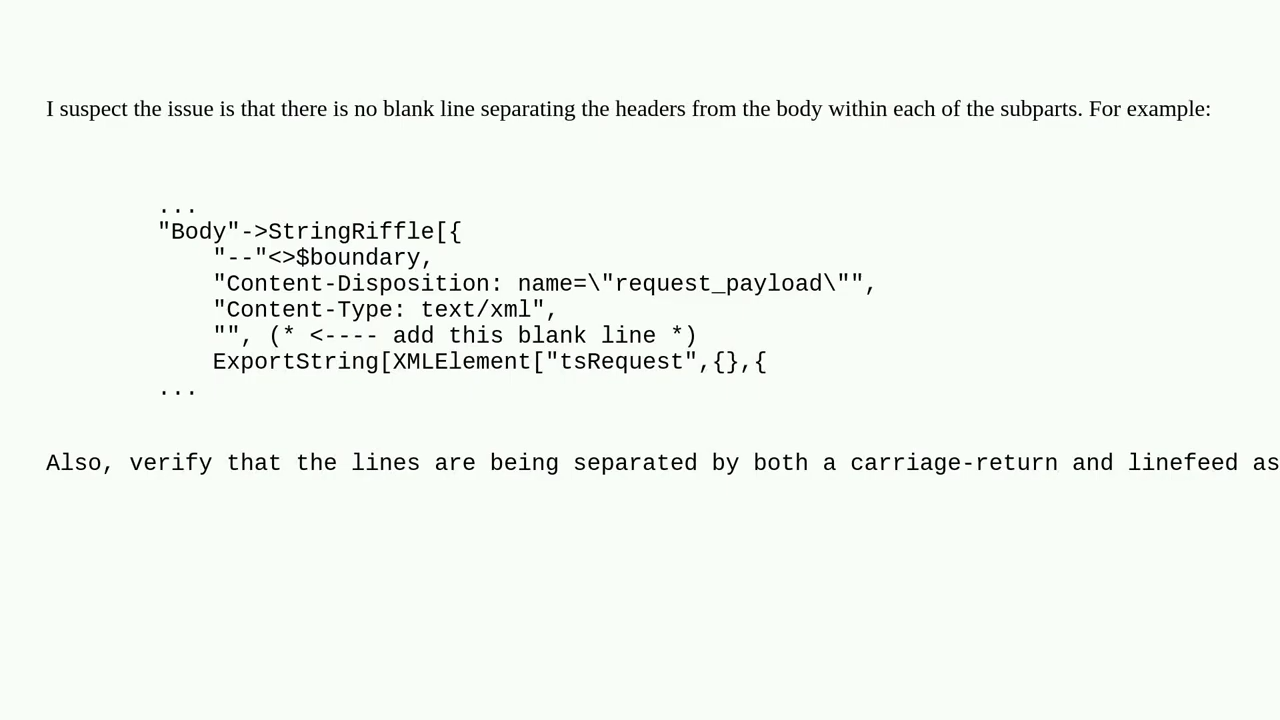 I suspect the issue is that there is no blank line separating the headers from the body within each of the subparts. For example:
...
"Body"->StringRiffle[{
    "--"<>$boundary,
    "Content-Disposition: name=\"request_payload\"",
    "Content-Type: text/xml",
    "", (* <---- add this blank line *)
    ExportString[XMLElement["tsRequest",{},{
...
Also, verify that the lines are being separated by both a carriage-return and linefeed as